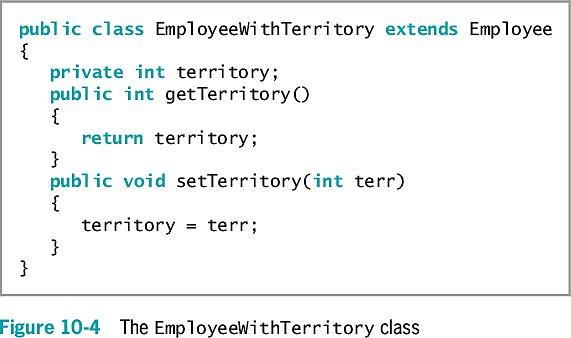 public class EmployeeWithTerritory extends Employee
{
   private int territory;
   public int getTerritory()
   {
      return territory;
   }
   public void setTerritory(int terr)
   {
      territory = terr;
   }
}
Figure 10-4 The EmployeeWithTerritory class